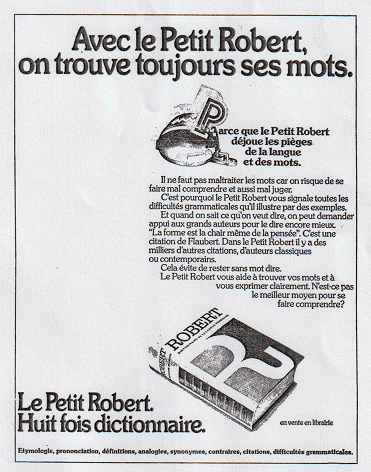 Avec le Petit Robert,
on trouve toujours ses mots.
Parce que le Petit Robert
déjoue les pièges
de la langue
et des mots.
Il ne faut pas maltraiter les mots car on risque de se
faire mal comprendre et aussi mal juger.
C'est pourquoi le Petit Robert vous signale toutes les
difficultés grammaticales qu'il illustre par des exemples.
Et quand on sait ce qu'on veut dire, on peut demander
appui aux grands auteurs pour le dire encore mieux.
"La forme est la chair même de la pensée". C'est une
citation de Flaubert. Dans le Petit Robert il y a des
milliers d'autres citations, d'auteurs classiques
ou contemporains.
Cela évite de rester sans mot dire.
Le Petit Robert vous aide à trouver vos mots et à
vous exprimer clairement. N'est-ce pas
le meilleur moyen pour se
faire comprendre?
ROBERT
R
Le Petit Robert.
Huit fois dictionnaire.
en vente en librairie
Etymologie, prononciation, définitions, analogies, synonymes, contraires, citations, difficultés grammaticales.